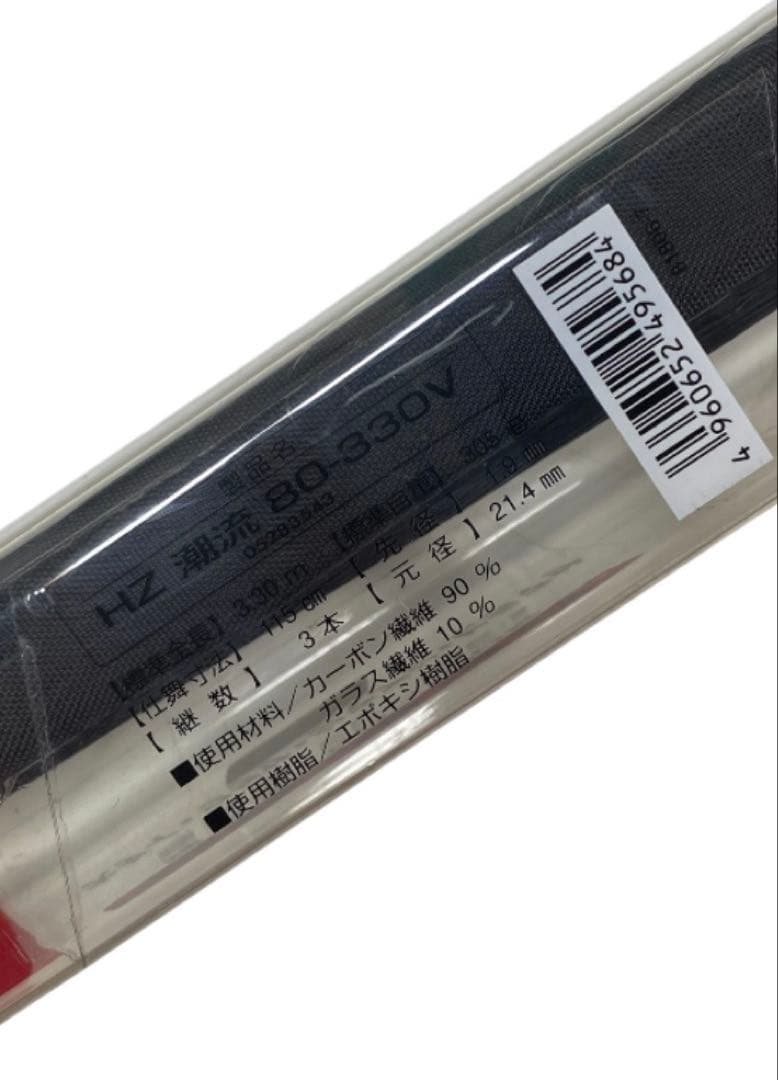 製品名
HZ 潮流 80-330V
05293543
【標準全長】 3.30 m 【標準自重】 305 g
【仕舞寸法】 115 cm 【先 径】 1.9 mm
【継 数】 3 本 【元 径】 21.4 mm
■使用材料/カーボン繊維 90 %
ガラス繊維 10 %
■使用樹脂/エポキシ樹脂
4 960652 495684